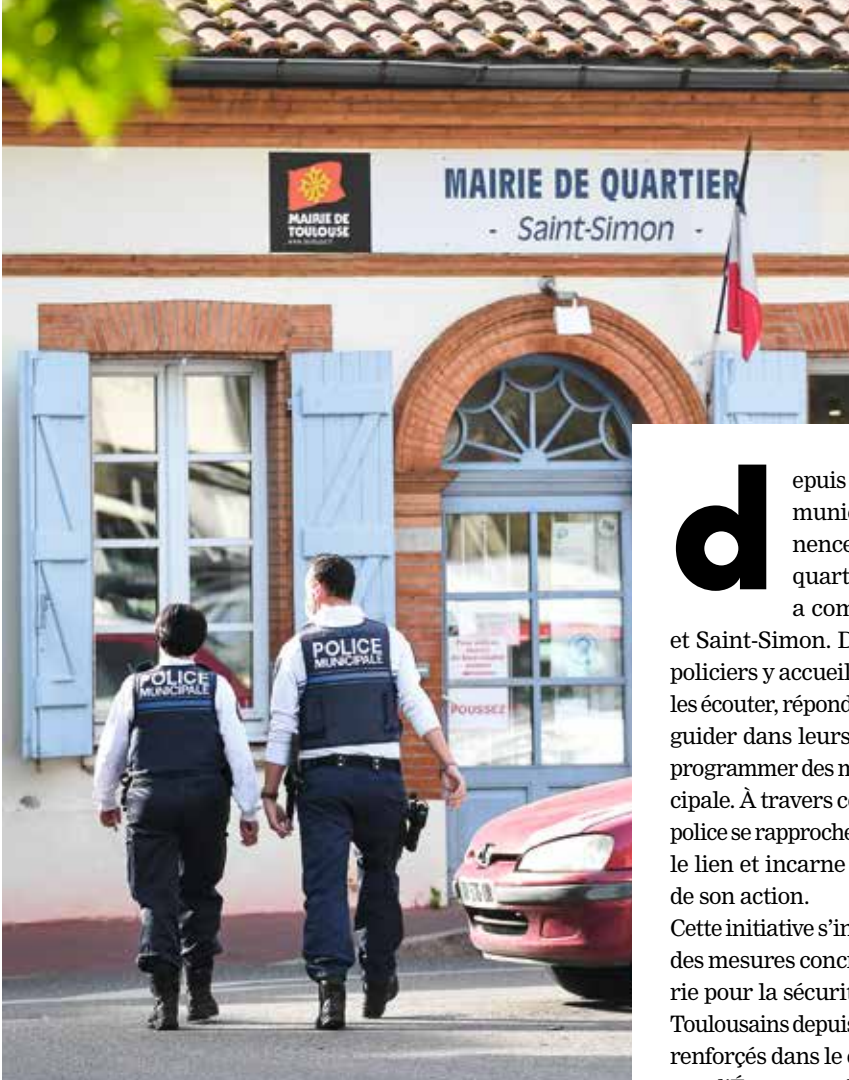 MAIRIE DE
TOULOUSE
MAIRIE DE QUARTIER
- Saint-Simon -
POLICE
MUNICIPALE
POLICE
MUNICIPALE
POUSSEZ
depuis
munic
nence
quart
a com
et Saint-Simon. D
policiers y accueil
les écouter, répond
guider dans leurs
programmer des m
cipale. À travers c
police se rapproche
le lien et incarne
de son action.
Cette initiative s'in
des mesures conc
rie pour la sécurit
Toulousains depuis
renforcés dans le